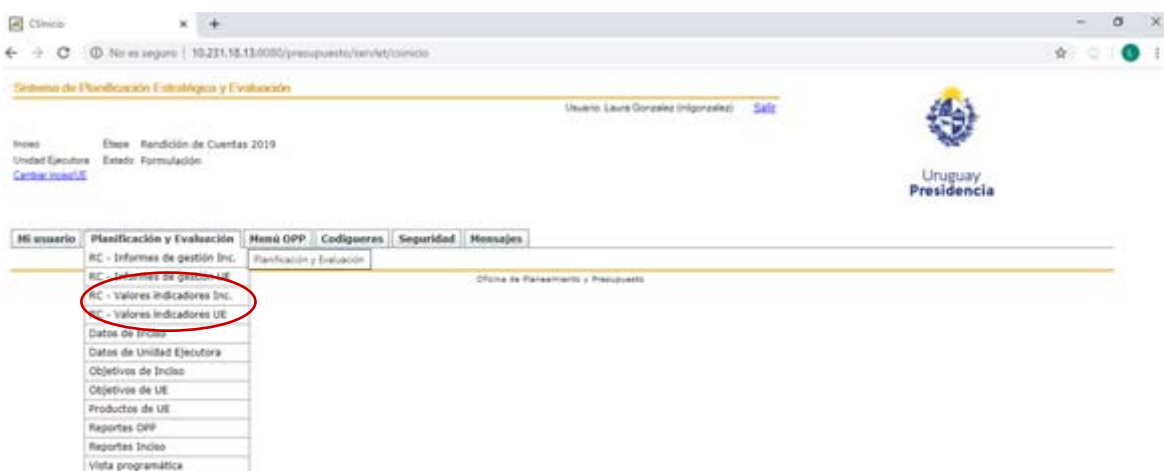 CSInicio
No es seguro | 10.231.18.13:8080/presupuesto/servlet/csinicio
Sistema de Planificación Estratégica y Evaluación
Usuario: Laura Gonzalez (mlgonzalez) Salir
Inciso Etapa Rendición de Cuentas 2019
Unidad Ejecutora Estado Formulación
Cambiar Inciso/UE
Uruguay
Presidencia
Mi usuario Planificación y Evaluación Menú OPP Codigueras Seguridad Mensajes
RC - Informes de gestión Inc. Planificación y Evaluación
RC - Informes de gestión UE
Oficina de Planeamiento y Presupuesto
RC - Valores indicadores Inc.
RC - Valores indicadores UE
Datos de Inciso
Datos de Unidad Ejecutora
Objetivos de Inciso
Objetivos de UE
Productos de UE
Reportes OPP
Reportes Inciso
Vista programática